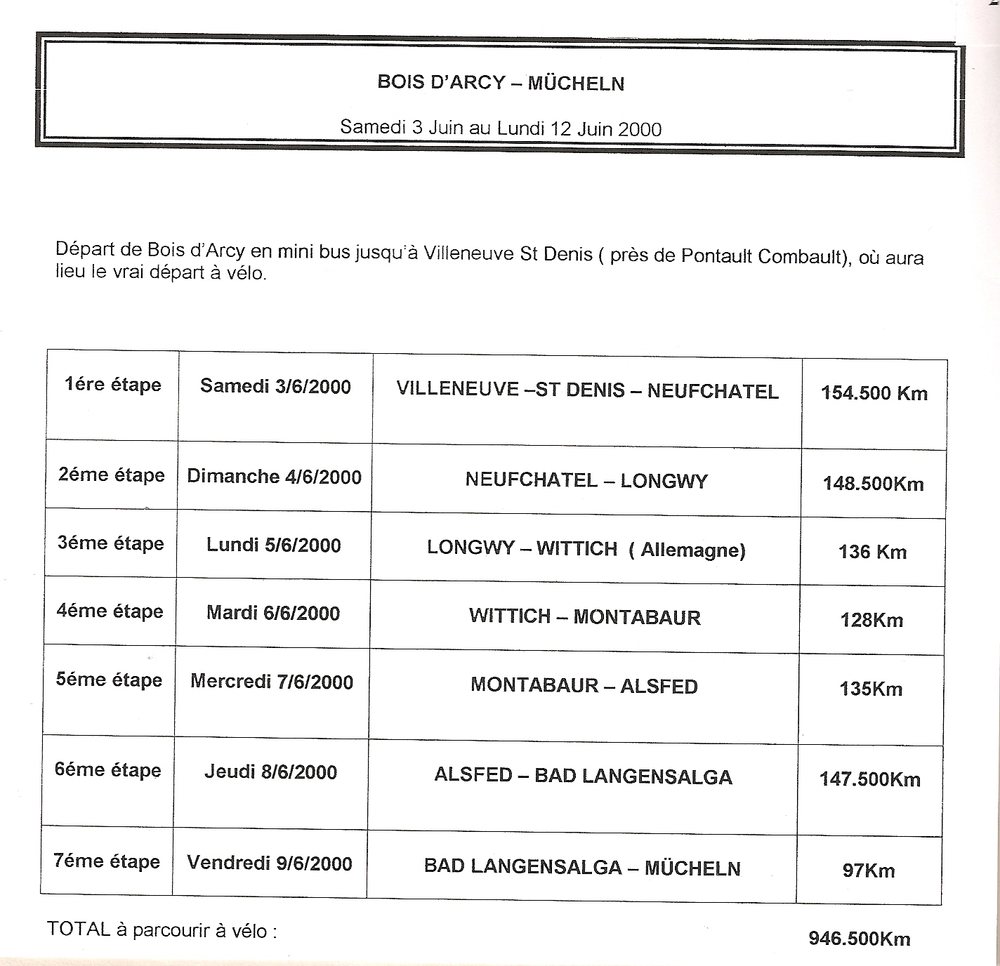 BOIS D'ARCY – MÜCHELN
Samedi 3 Juin au Lundi 12 Juin 2000
Départ de Bois d'Arcy en mini bus jusqu'à Villeneuve St Denis ( près de Pontault Combault), où aura
lieu le vrai départ à vélo.
1ére étape Samedi 3/6/2000 VILLENEUVE –ST DENIS – NEUFCHATEL 154.500 Km
2éme étape Dimanche 4/6/2000 NEUFCHATEL – LONGWY 148.500Km
3éme étape Lundi 5/6/2000 LONGWY – WITTICH ( Allemagne) 136 Km
4éme étape Mardi 6/6/2000 WITTICH – MONTABAUR 128Km
5éme étape Mercredi 7/6/2000 MONTABAUR – ALSFED 135Km
6éme étape Jeudi 8/6/2000 ALSFED – BAD LANGENSALGA 147.500Km
7éme étape Vendredi 9/6/2000 BAD LANGENSALGA – MÜCHELN 97Km
TOTAL à parcourir à vélo : 946.500Km